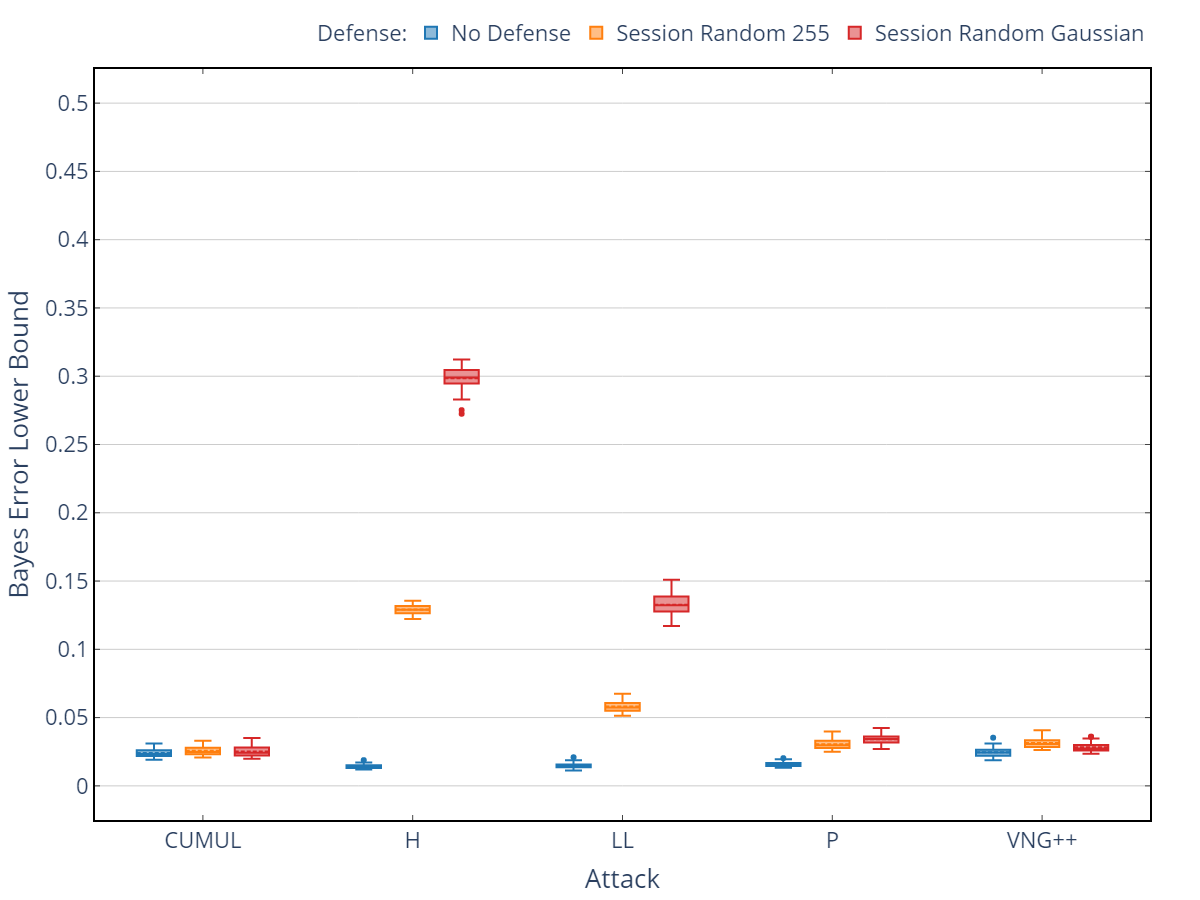 Defense: No Defense Session Random 255 Session Random Gaussian
Bayes Error Lower Bound
0.5
0.45
0.4
0.35
0.3
0.25
0.2
0.15
0.1
0.05
0
CUMUL H LL P VNG++
Attack